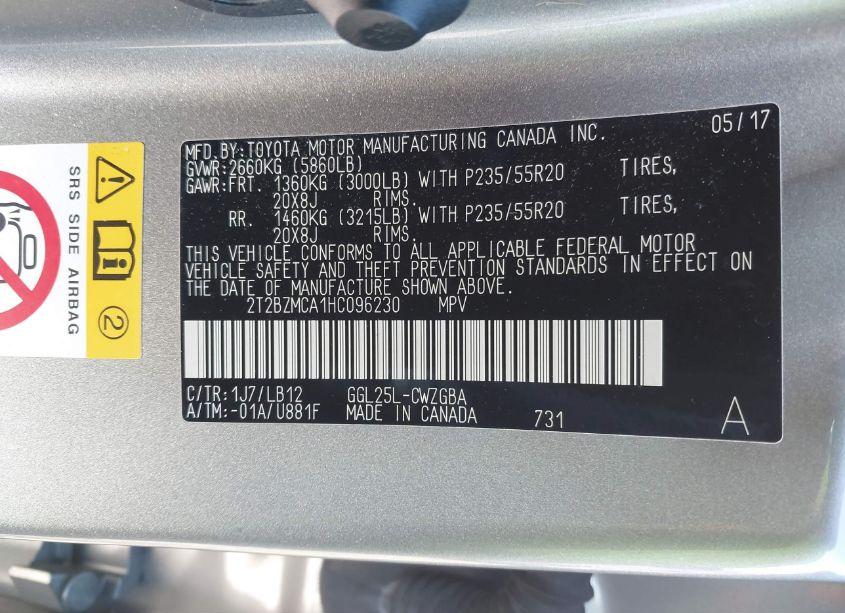 05/17
MFD.BY:TOYOTA MOTOR MANUFACTURING CANADA INC.
GVWR:2660KG (5860LB)
GAWR:FRT. 1360KG (3000LB) WITH P235/55R20 TIRES,
20X8J RIMS.
RR. 1460KG (3215LB) WITH P235/55R20 TIRES,
20X8J RIMS.
THIS VEHICLE CONFORMS TO ALL APPLICABLE FEDERAL MOTOR
VEHICLE SAFETY AND THEFT PREVENTION STANDARDS IN EFFECT ON
THE DATE OF MANUFACTURE SHOWN ABOVE.
2T2BZMCA1HC096230 MPV
C/TR:1J7/LB12 GGL25L-CWZGBA
A/TM:-01A/U881F MADE IN CANADA 731
A
SRS SIDE AIRBAG
2